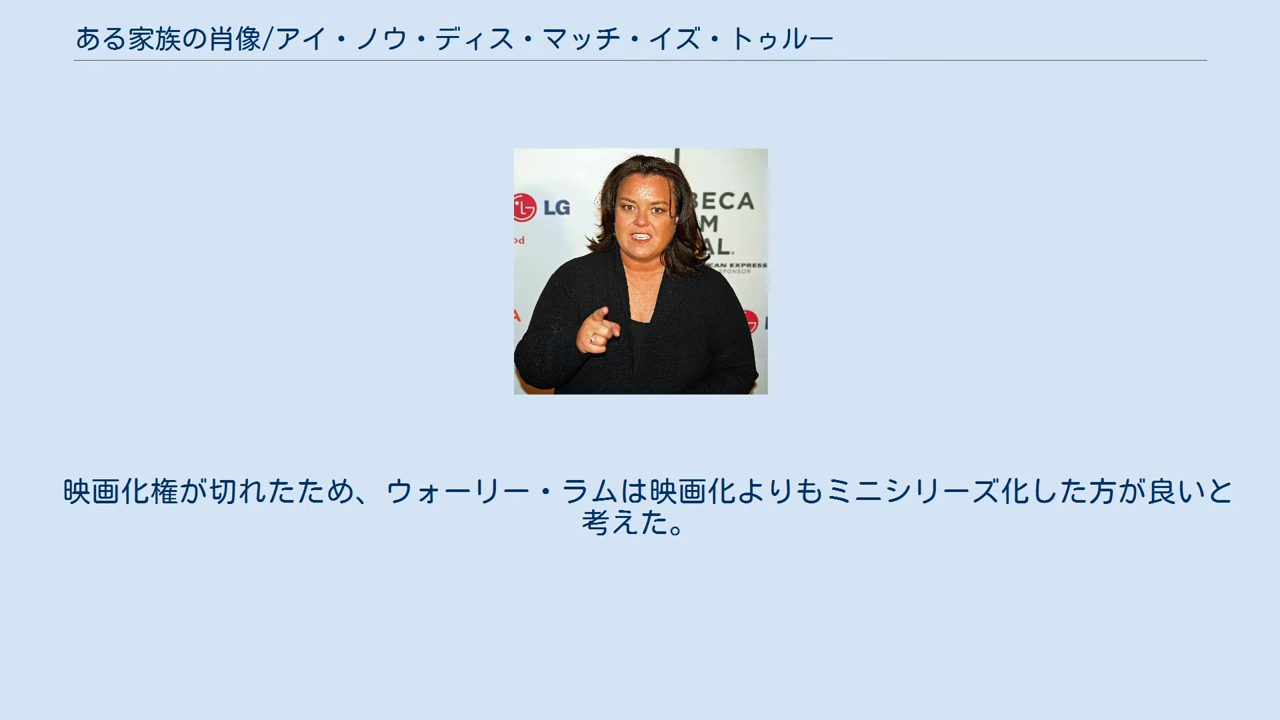 ある家族の肖像/アイ・ノウ・ディス・マッチ・イズ・トゥルー
LG
BECA
M
AL.
CAN EXPRESS
SPONSOR
映画化権が切れたため、ウォーリー・ラムは映画化よりもミニシリーズ化した方が良いと
考えた。